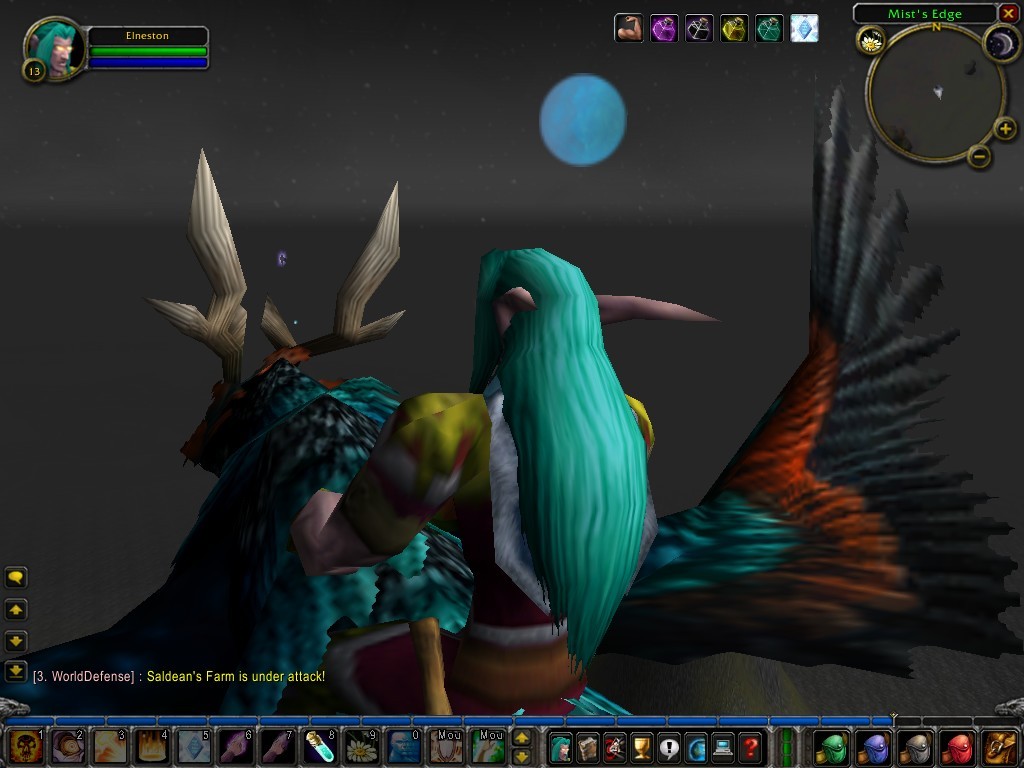 Elneston
13
Mist's Edge
N
[3. WorldDefense] : Saldean's Farm is under attack!
1 2 3 4 5 6 7 8 9 0 Mou Mou